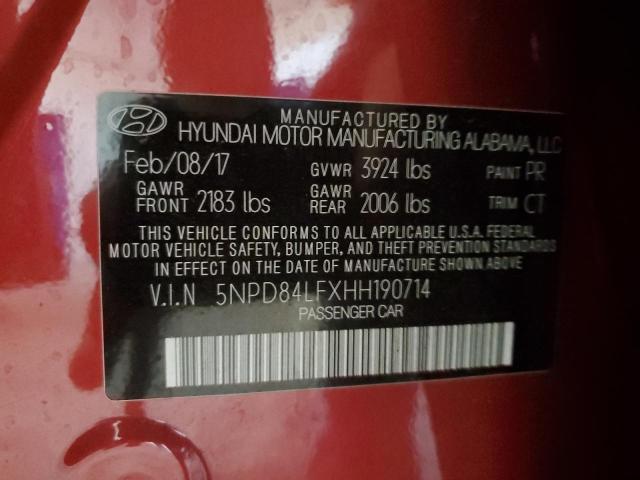 MANUFACTURED BY
HYUNDAI MOTOR MANUFACTURING ALABAMA, LLC
Feb/08/17 GVWR 3924 lbs PAINT PR
GAWR FRONT 2183 lbs GAWR REAR 2006 lbs TRIM CT
THIS VEHICLE CONFORMS TO ALL APPLICABLE U.S.A. FEDERAL
MOTOR VEHICLE SAFETY, BUMPER, AND THEFT PREVENTION STANDARDS
IN EFFECT ON THE DATE OF MANUFACTURE SHOWN ABOVE
V.I.N 5NPD84LFXHH190714
PASSENGER CAR